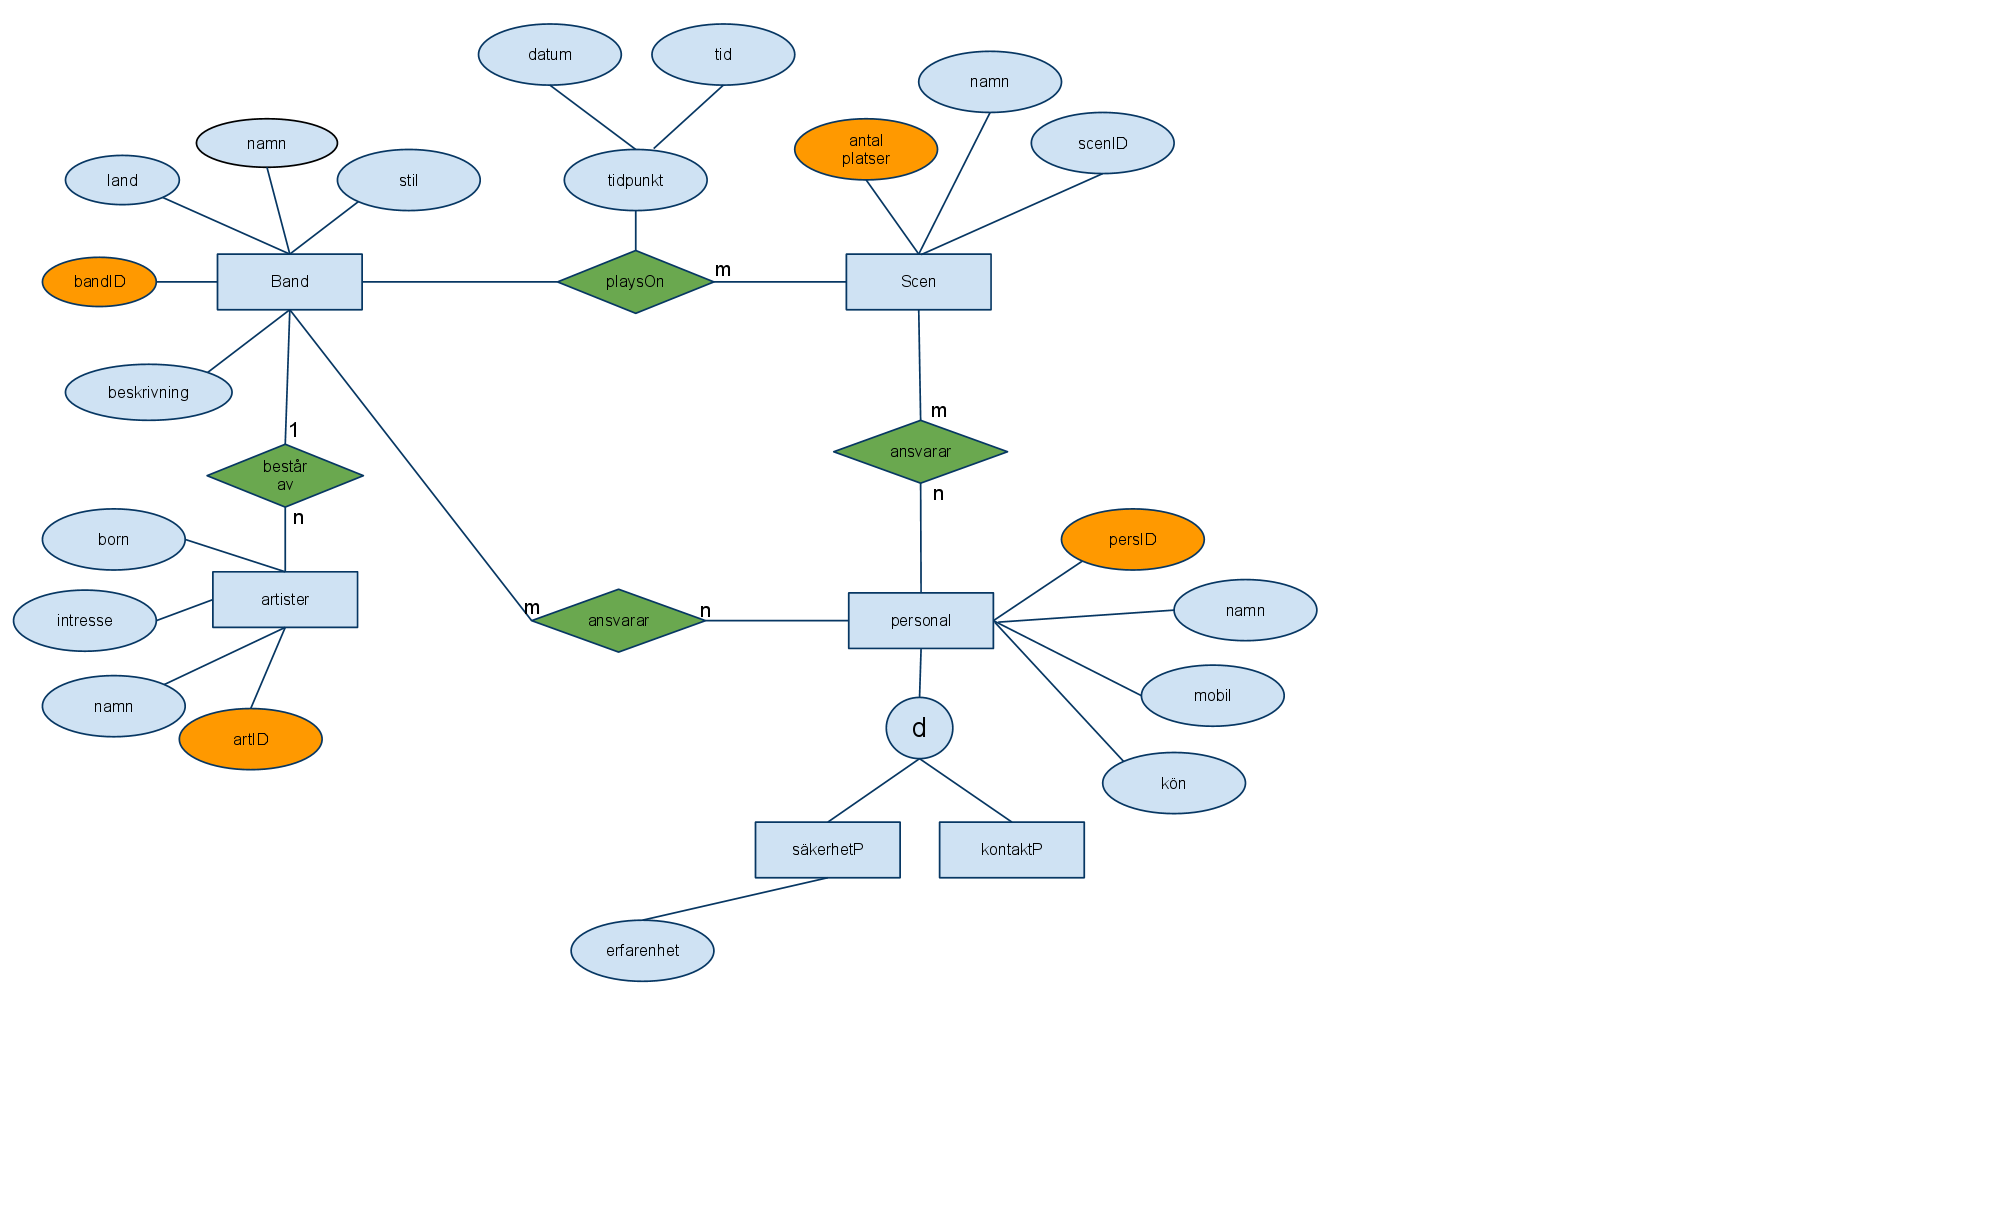 datum
tid
namn
antal
platser
namn
scenID
land
stil
tidpunkt
bandID
Band
playsOn
m
Scen
beskrivning
1
m
består
av
ansvarar
n
n
born
persID
artister
intresse
m
ansvarar
n
personal
namn
namn
mobil
artID
d
kön
säkerhetP
kontaktP
erfarenhet